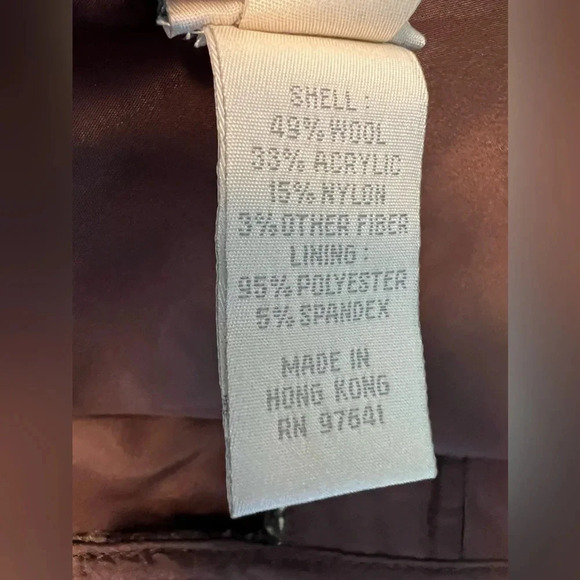 SHELL :
49% WOOL
33% ACRYLIC
15% NYLON
3% OTHER FIBER
LINING :
95% POLYESTER
5% SPANDEX
MADE IN
HONG KONG
RN 97641